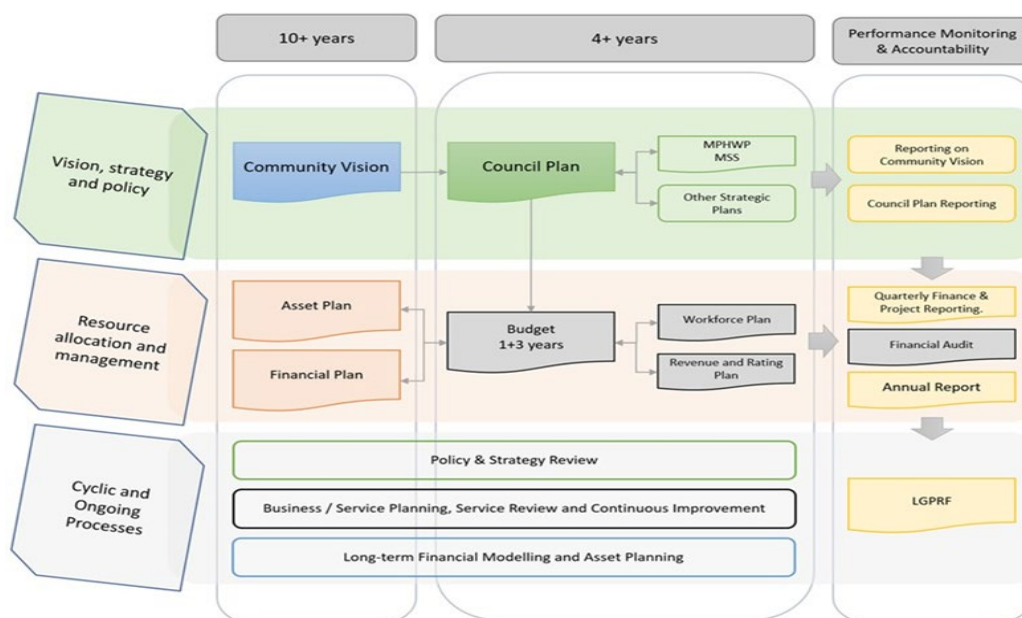 10+ years
4+ years
Performance Monitoring
& Accountability
Vision, strategy
and policy
Community Vision
Council Plan
MPHWP
MSS
Other Strategic
Plans
Reporting on
Community Vision
Council Plan Reporting
Resource
allocation and
management
Asset Plan
Financial Plan
Budget
1+3 years
Workforce Plan
Revenue and Rating
Plan
Quarterly Finance &
Project Reporting.
Financial Audit
Annual Report
Cyclic and
Ongoing
Processes
Policy & Strategy Review
Business / Service Planning, Service Review and Continuous Improvement
Long-term Financial Modelling and Asset Planning
LGPRF